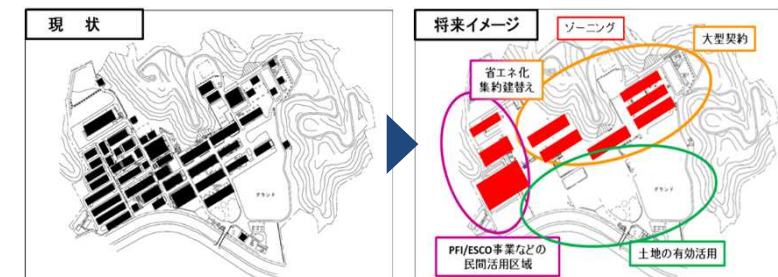 現 状
グランド
将来イメージ
ゾーニング
大型契約
省エネ化
集約建替え
グランド
PFI/ESCO事業などの
民間活用区域
土地の有効活用